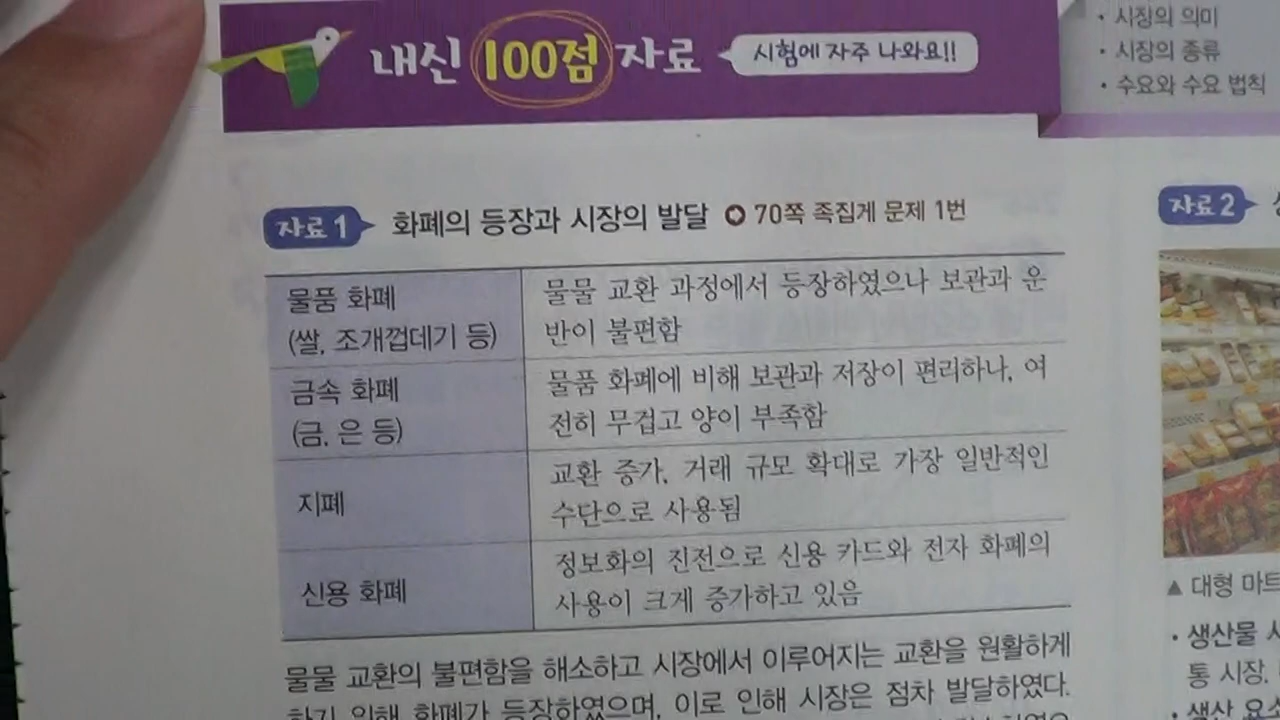 내신 100점 자료 시험에 자주 나와요!!
· 시장의 의미
· 시장의 종류
· 수요와 수요 법칙
자료 1 화폐의 등장과 시장의 발달 70쪽 족집게 문제 1번
물품 화폐
(쌀, 조개껍데기 등)
물물 교환 과정에서 등장하였으나 보관과 운
반이 불편함
금속 화폐
(금, 은 등)
물품 화폐에 비해 보관과 저장이 편리하나, 여
전히 무겁고 양이 부족함
지폐
교환 증가, 거래 규모 확대로 가장 일반적인
수단으로 사용됨
신용 화폐
정보화의 진전으로 신용 카드와 전자 화폐의
사용이 크게 증가하고 있음
물물 교환의 불편함을 해소하고 시장에서 이루어지는 교환을 원활하게
하기 위해 화폐가 등장하였으며, 이로 인해 시장은 점차 발달하였다.
자료 2
▲ 대형 마트
· 생산물
통 시장,
· 생산 요소